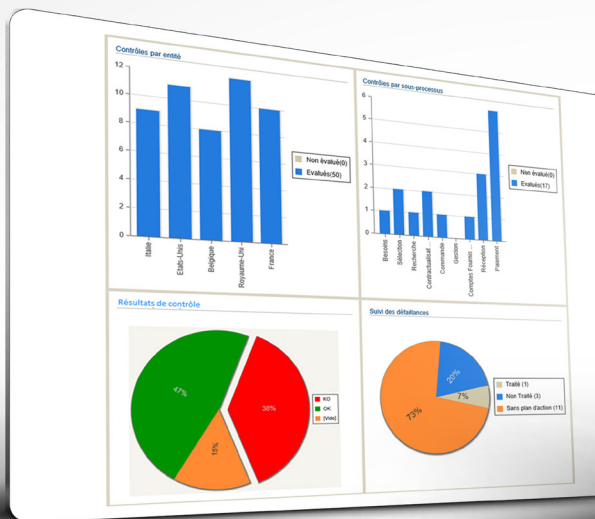 Contrôles par entité
12
10
8
6
4
2
0
Italie
Etats-Unis
Belgique
Royaume-Uni
France
Non évalué(0)
Evalués(50)
Contrôles par sous-processus
6
5
4
3
2
1
0
Besoins
Sélection
Recherche
Contractualisat ...
Commande
Gestion
Comptes Fournis ...
Réception
Paiement
Non évalué(0)
Evalués(17)
Résultats de contrôle
47%
38%
15%
KO
OK
[Vide]
Suivi des défaillances
20%
7%
73%
Traité (1)
Non Traité (3)
Sans plan d'action (11)